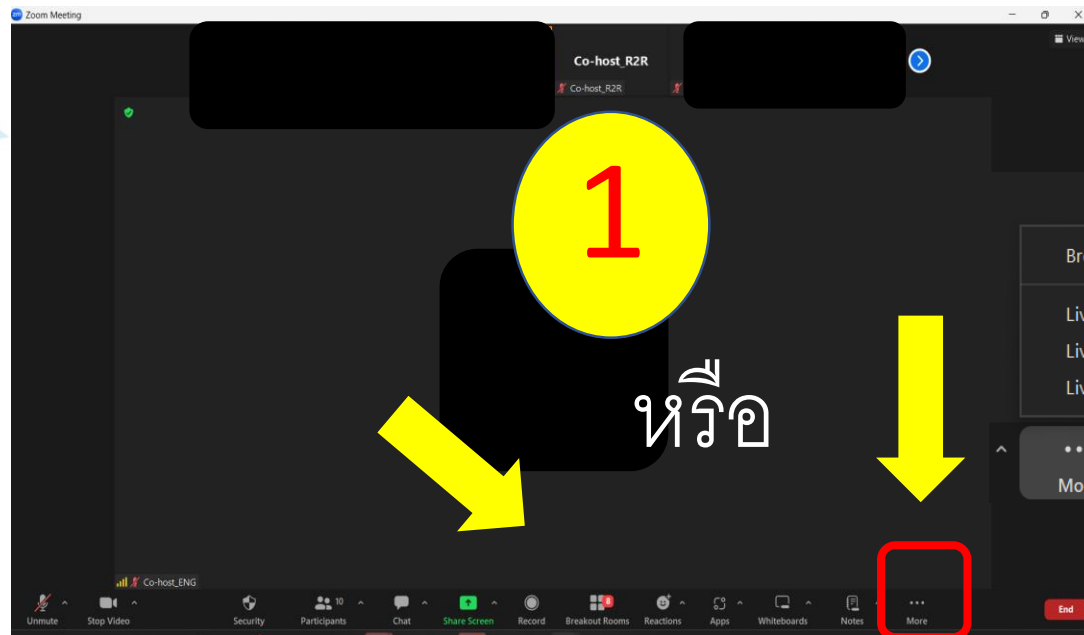 Zoom Meeting
View
Co-host_R2R
Co-host_R2R
1
Br
Liv
Liv
Liv
หรือ
Mo
Co-host_ENG
Unmute
Stop Video
Security
10
Participants
Chat
Share Screen
Record
8
Breakout Rooms
Reactions
Apps
Whiteboards
Notes
More
End